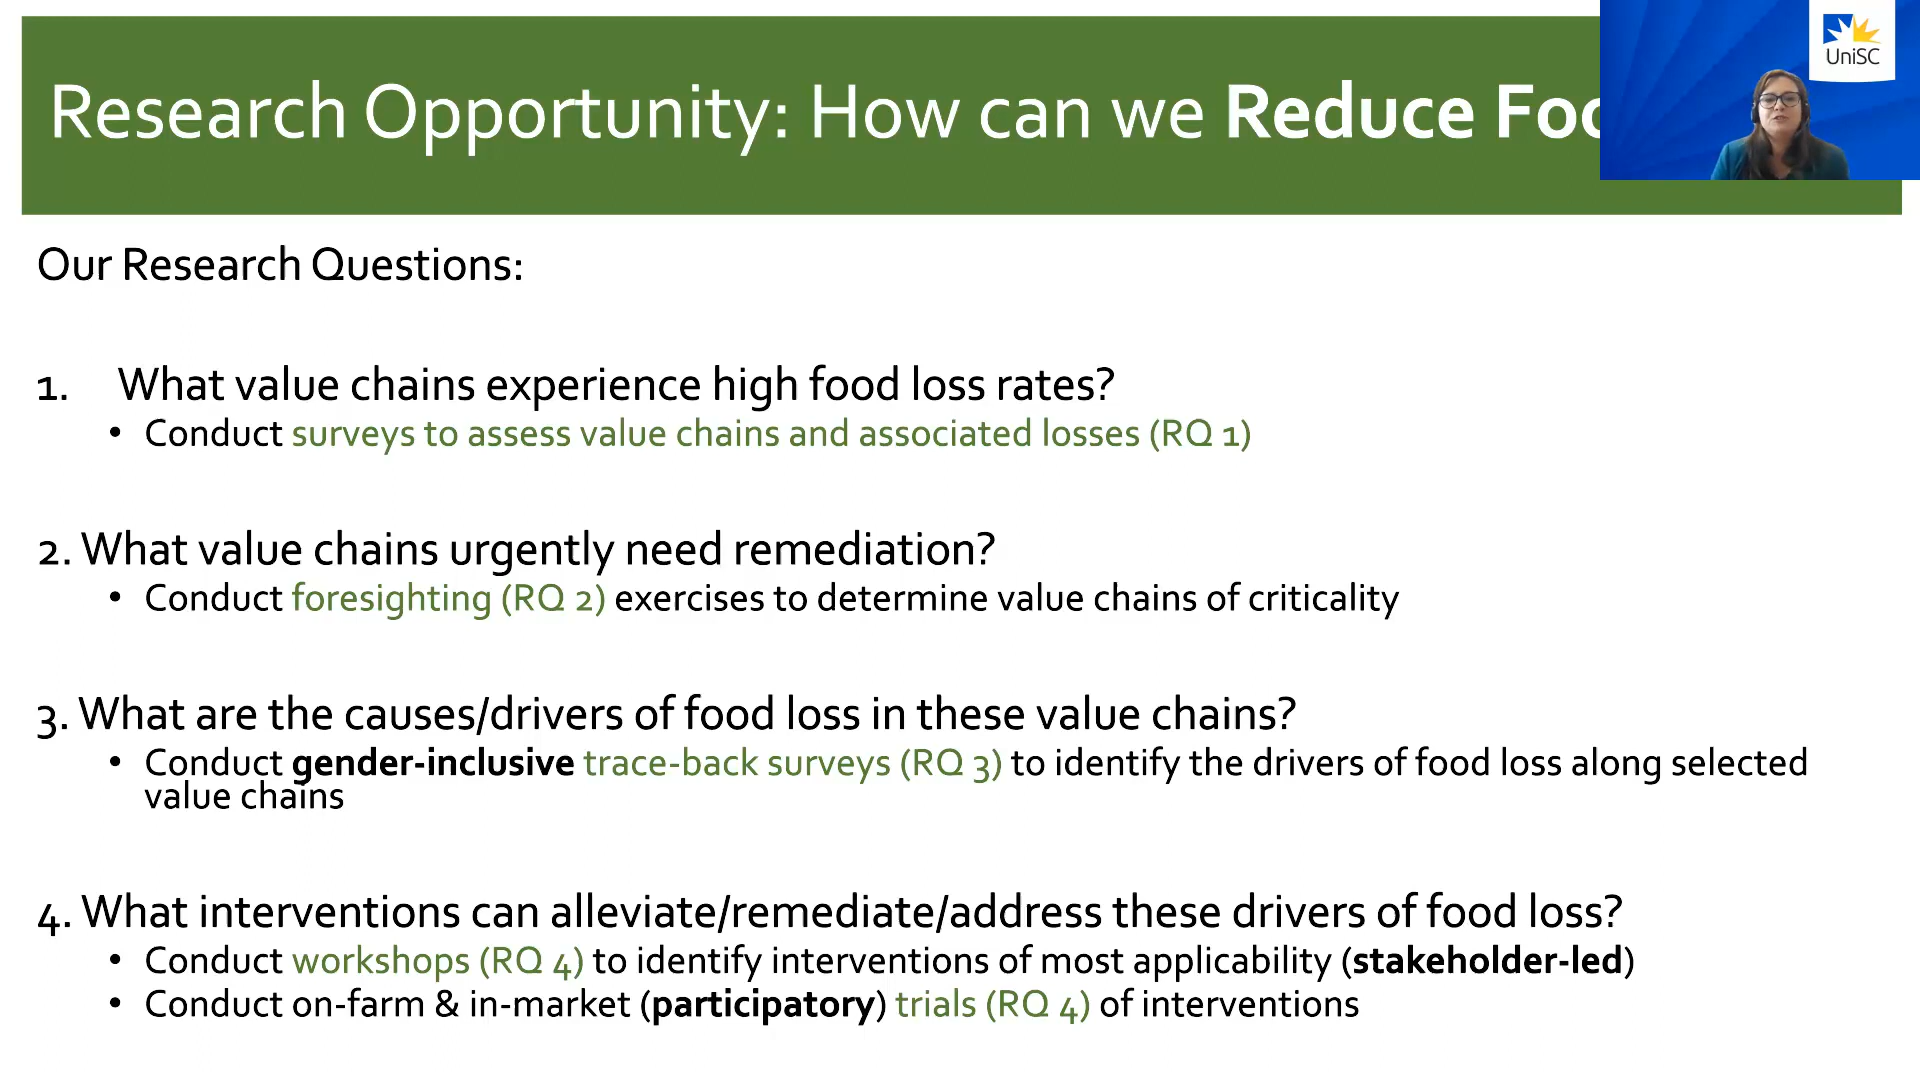 Research Opportunity: How can we Reduce Foo
UniSC
Our Research Questions:
1. What value chains experience high food loss rates?
• Conduct surveys to assess value chains and associated losses (RQ 1)
2. What value chains urgently need remediation?
• Conduct foresighting (RQ 2) exercises to determine value chains of criticality
3. What are the causes/drivers of food loss in these value chains?
• Conduct gender-inclusive trace-back surveys (RQ 3) to identify the drivers of food loss along selected
value chains
4. What interventions can alleviate/remediate/address these drivers of food loss?
• Conduct workshops (RQ 4) to identify interventions of most applicability (stakeholder-led)
• Conduct on-farm & in-market (participatory) trials (RQ 4) of interventions